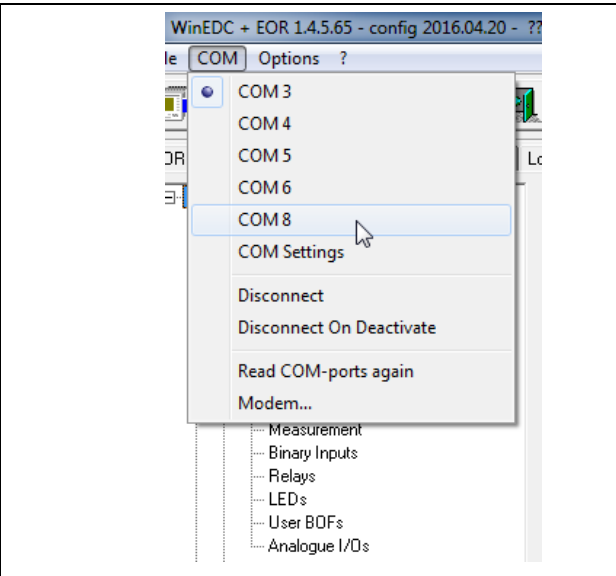 WinEDC + EOR 1.4.5.65 - config 2016.04.20 - ??
le COM Options ?
COM 3
COM 4
COM 5
COM 6
COM 8
COM Settings
Disconnect
Disconnect On Deactivate
Read COM-ports again
Modem...
Measurement
Binary Inputs
Relays
LEDs
User BOFs
Analogue I/Os